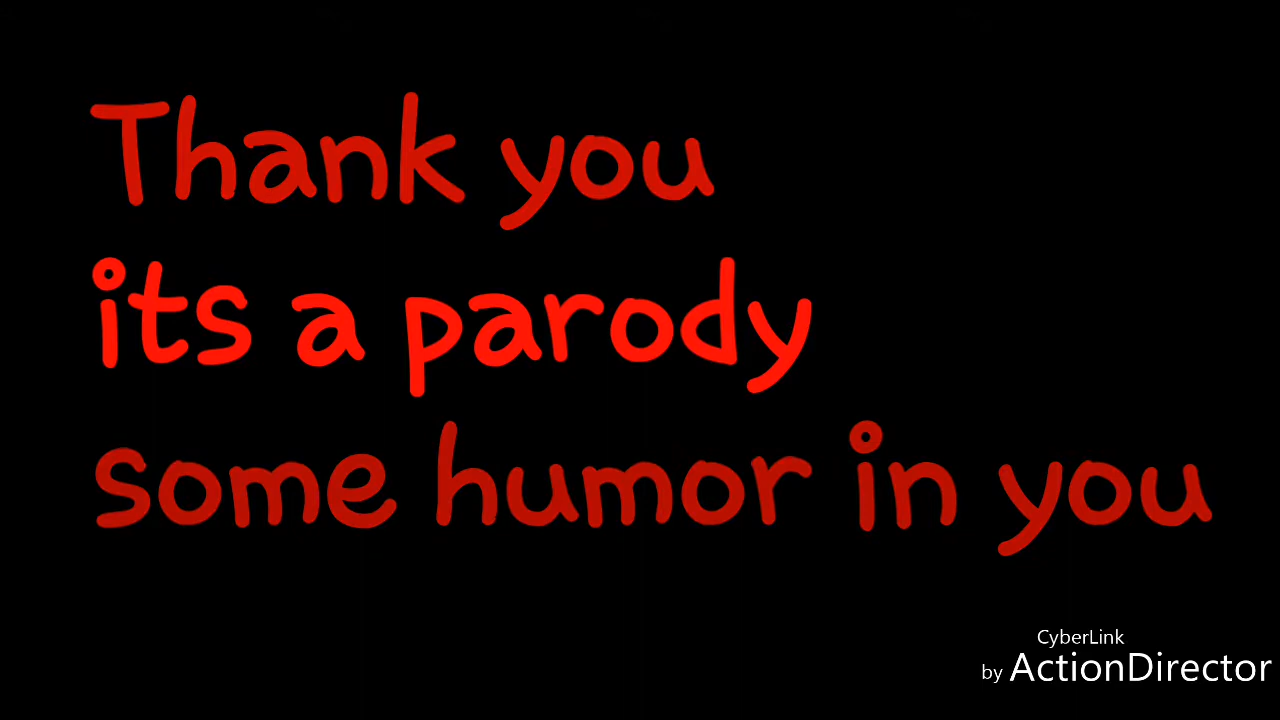 Thank you
its a parody
some humor in you
CyberLink
by ActionDirector